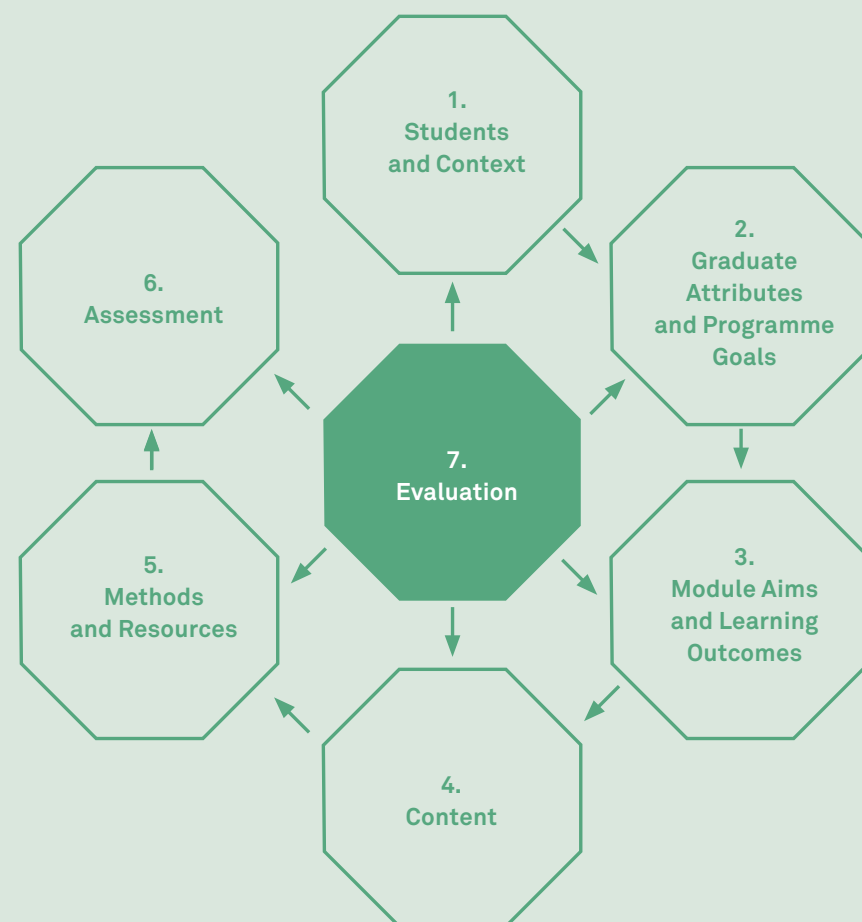 1.
Students
and Context
2.
Graduate
Attributes
and Programme
Goals
3.
Module Aims
and Learning
Outcomes
4.
Content
5.
Methods
and Resources
6.
Assessment
7.
Evaluation